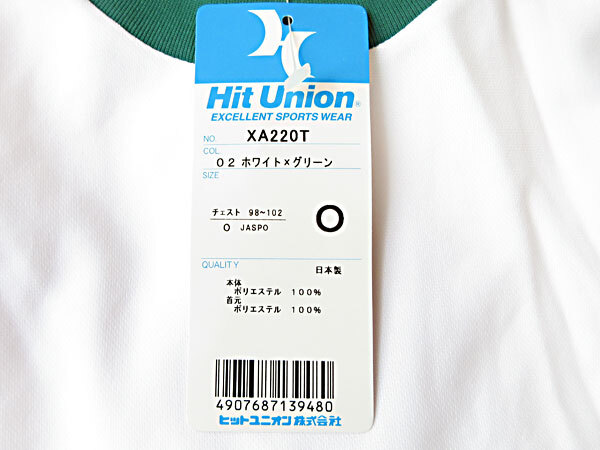 Hit Union®
EXCELLENT SPORTS WEAR
NO. XA220T
COL.
02 ホワイト×グリーン
SIZE
チェスト 98~102
O JASPO
O
QUALITY 日本製
本体
ポリエステル 100%
首元
ポリエステル 100%
4907687139480
ヒットユニオン株式会社